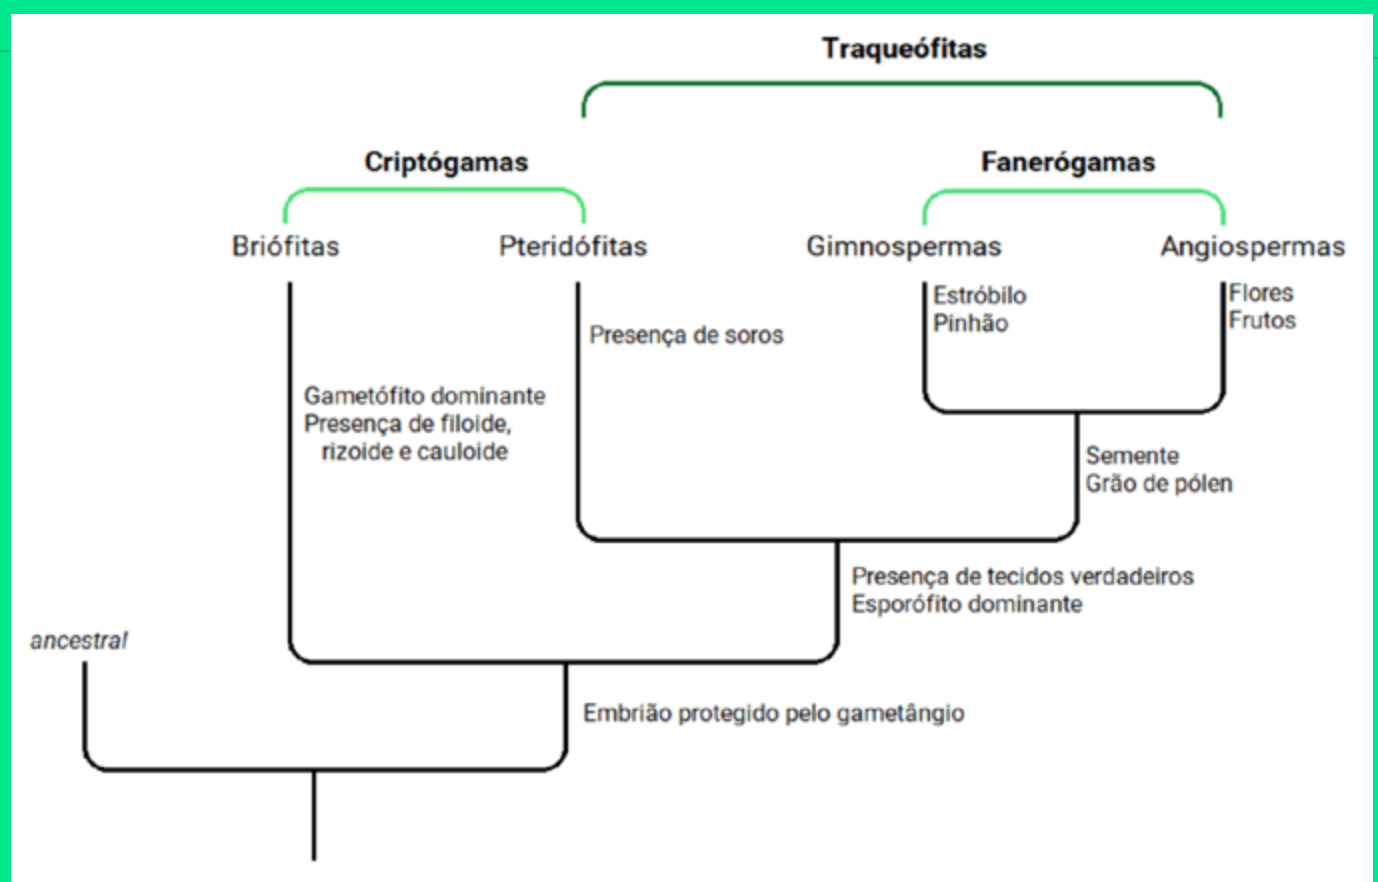 Traqueófitas
Criptógamas
Fanerógamas
Briófitas
Pteridófitas
Gimnospermas
Angiospermas
Estróbilo
Pinhão
Flores
Frutos
Presença de soros
Gametófito dominante
Presença de filoide,
rizoide e cauloide
Semente
Grão de pólen
Presença de tecidos verdadeiros
Esporófito dominante
ancestral
Embrião protegido pelo gametângio